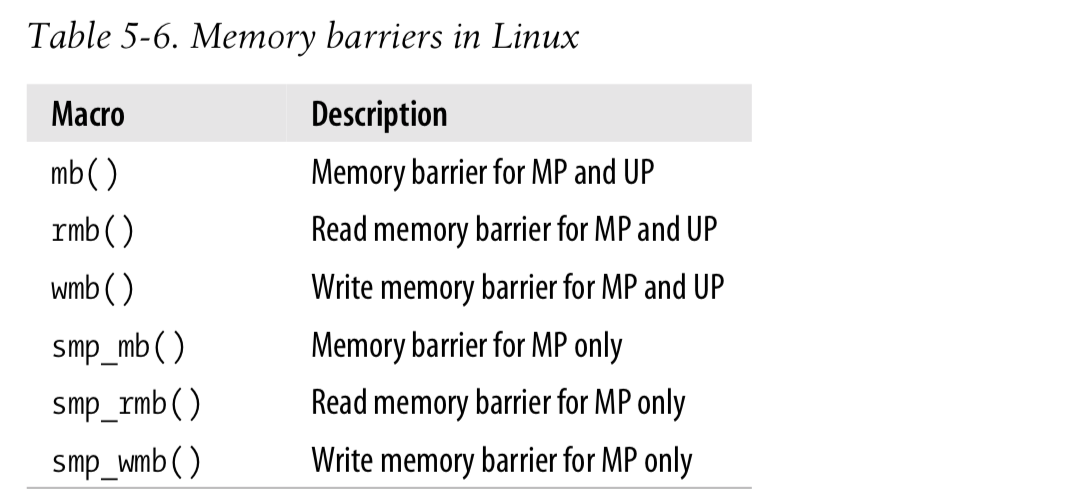 Table 5-6. Memory barriers in Linux
Macro Description
mb() Memory barrier for MP and UP
rmb() Read memory barrier for MP and UP
wmb() Write memory barrier for MP and UP
smp_mb() Memory barrier for MP only
smp_rmb() Read memory barrier for MP only
smp_wmb() Write memory barrier for MP only